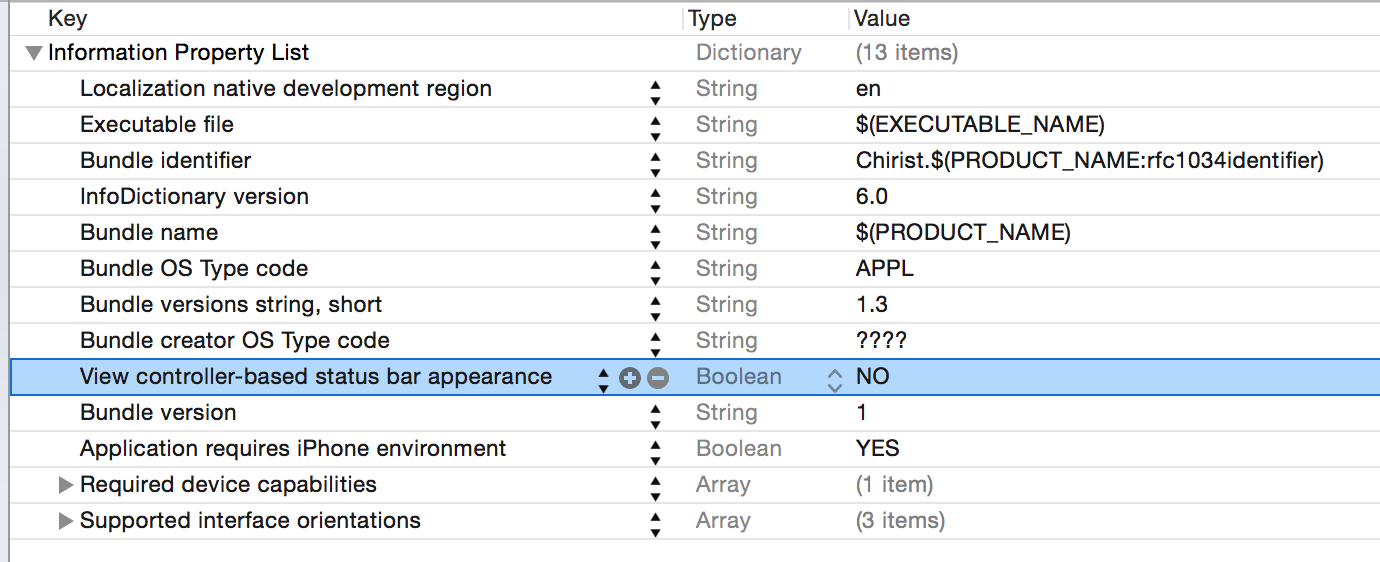 Key Type Value
Information Property List Dictionary (13 items)
Localization native development region String en
Executable file String $(EXECUTABLE_NAME)
Bundle identifier String Chirist.$(PRODUCT_NAME:rfc1034identifier)
InfoDictionary version String 6.0
Bundle name String $(PRODUCT_NAME)
Bundle OS Type code String APPL
Bundle versions string, short String 1.3
Bundle creator OS Type code String ????
View controller-based status bar appearance Boolean NO
Bundle version String 1
Application requires iPhone environment Boolean YES
Required device capabilities Array (1 item)
Supported interface orientations Array (3 items)